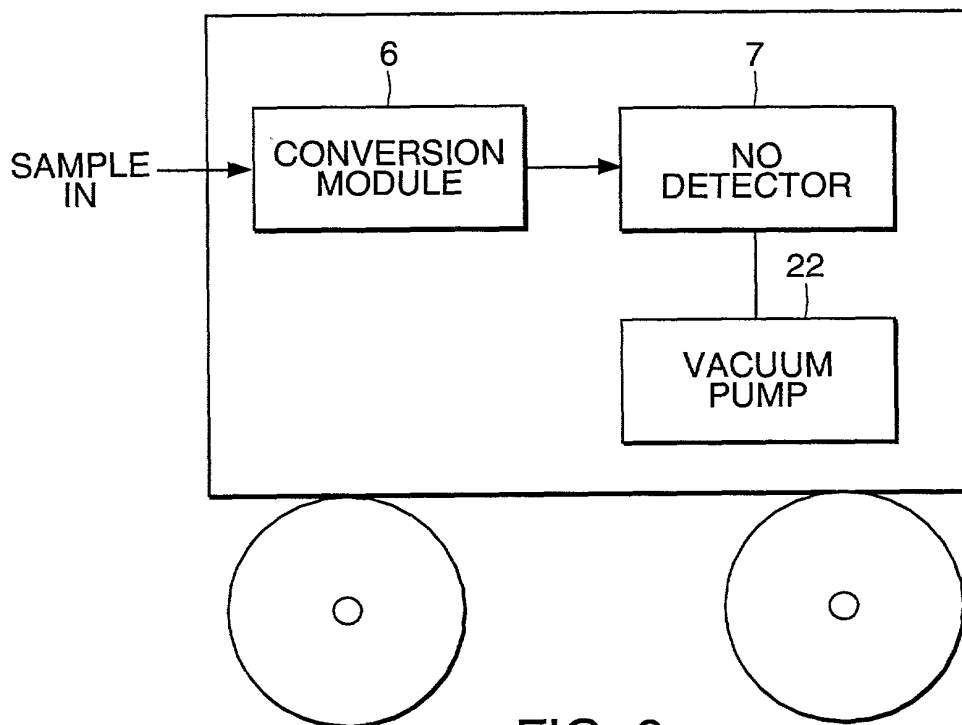 6
7
SAMPLE
IN
CONVERSION
MODULE
NO
DETECTOR
22
VACUUM
PUMP